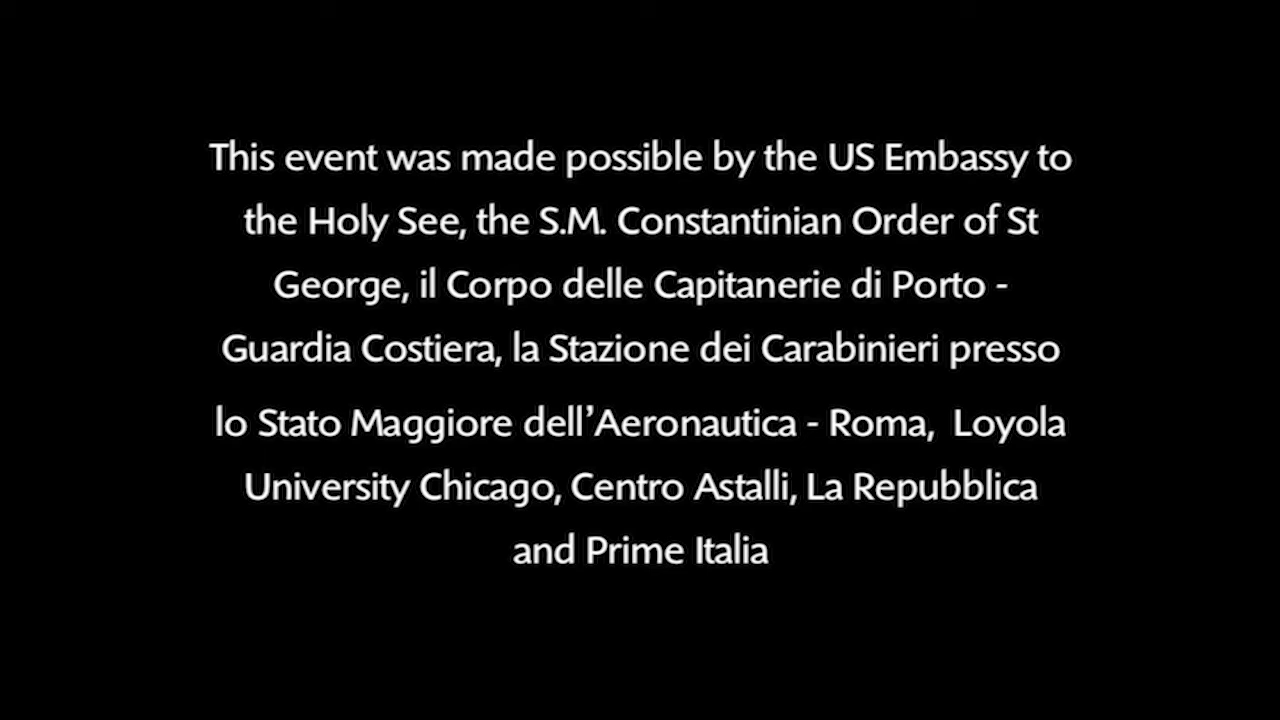 This event was made possible by the US Embassy to
the Holy See, the S.M. Constantinian Order of St
George, il Corpo delle Capitanerie di Porto -
Guardia Costiera, la Stazione dei Carabinieri presso
lo Stato Maggiore dell’Aeronautica - Roma,  Loyola
University Chicago, Centro Astalli, La Repubblica
and Prime Italia